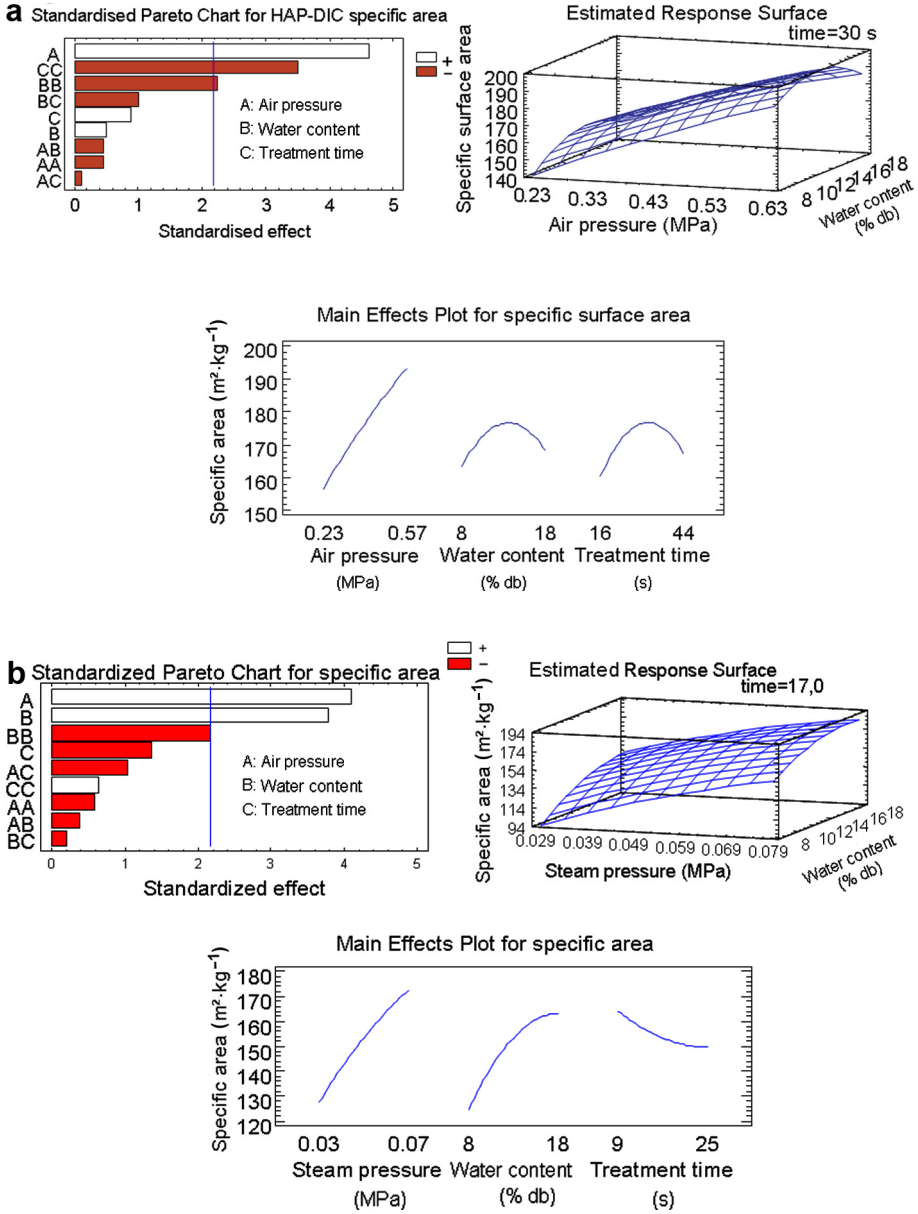 a Standardised Pareto Chart for HAP-DIC specific area
A
CC
BB
BC
C
B
AB
AA
AC
+
-
A: Air pressure
B: Water content
C: Treatment time
0 1 2 3 4 5
Standardised effect
Estimated Response Surface
time=30 s
Specific surface area
200
190
180
170
160
150
140
0.23 0.33 0.43 0.53 0.63
Air pressure (MPa)
8 10 12 14 16 18
Water content
(% db)
Main Effects Plot for specific surface area
Specific area (m²·kg⁻¹)
200
190
180
170
160
150
0.23 0.57 8 18 16 44
Air pressure Water content Treatment time
(MPa) (% db) (s)
b Standardized Pareto Chart for specific area
+
-
A
B
BB
C
AC
CC
AA
AB
BC
A: Air pressure
B: Water content
C: Treatment time
0 1 2 3 4 5
Standardized effect
Estimated Response Surface
time=17,0
Specific area (m²·kg⁻¹)
194
174
154
134
114
94
0.029 0.039 0.049 0.059 0.069 0.079
Steam pressure (MPa)
8 10 12 14 16 18
Water content
(% db)
Main Effects Plot for specific area
Specific area (m²·kg⁻¹)
180
170
160
150
140
130
120
0.03 0.07 8 18 9 25
Steam pressure Water content Treatment time
(MPa) (% db) (s)